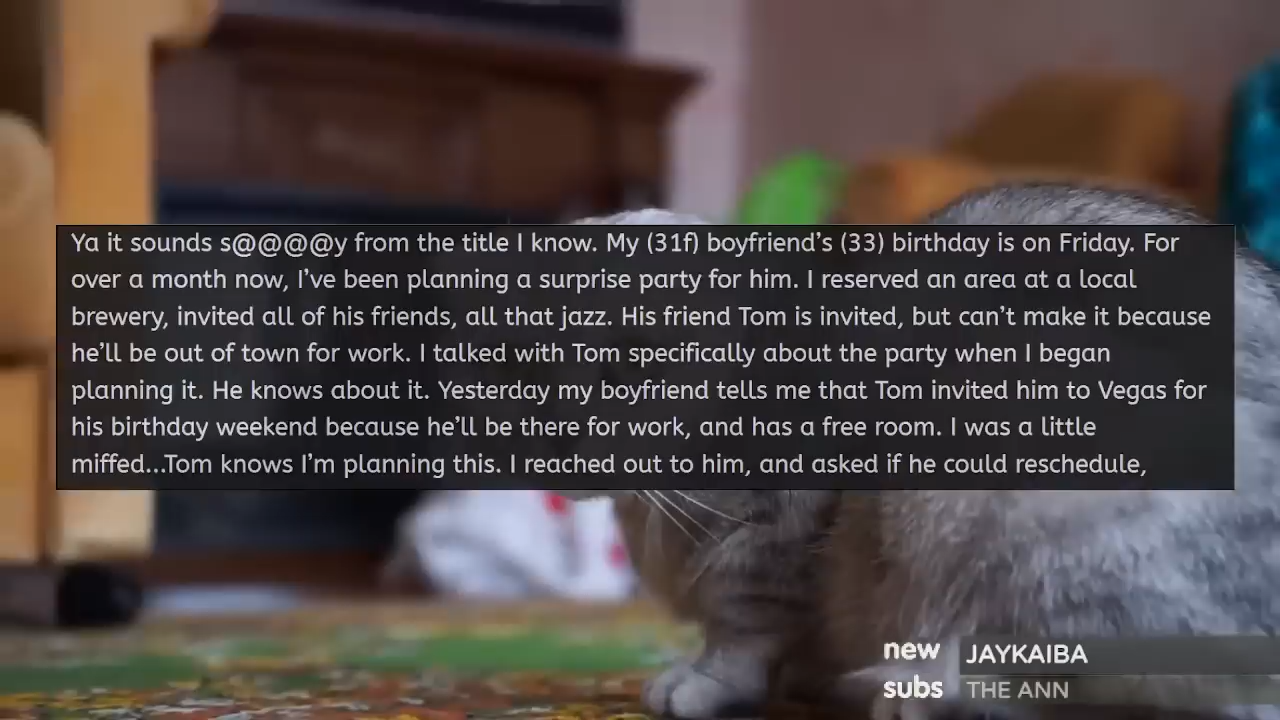 Ya it sounds s@@@@y from the title I know. My (31f) boyfriend’s (33) birthday is on Friday. For
over a month now, I’ve been planning a surprise party for him. I reserved an area at a local
brewery, invited all of his friends, all that jazz. His friend Tom is invited, but can’t make it because
he’ll be out of town for work. I talked with Tom specifically about the party when I began
planning it. He knows about it. Yesterday my boyfriend tells me that Tom invited him to Vegas for
his birthday weekend because he’ll be there for work, and has a free room. I was a little
miffed...Tom knows I’m planning this. I reached out to him, and asked if he could reschedule,
new JAYKAIBA
subs THE ANN